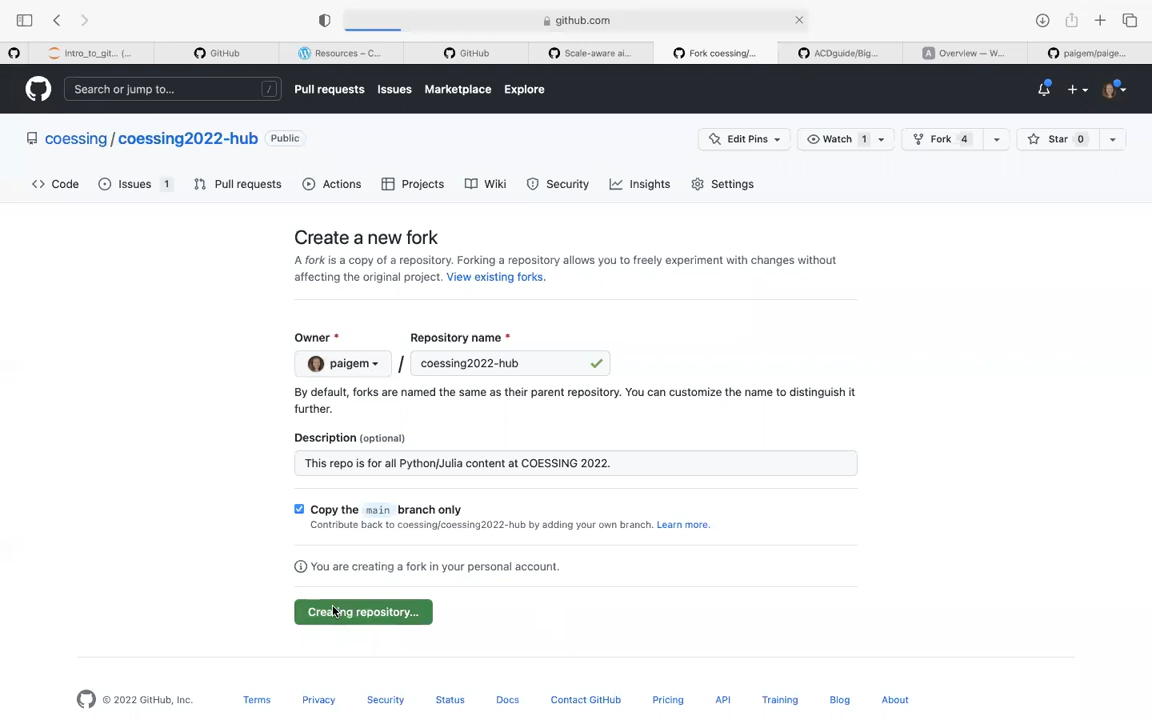 github.com
intro_to_git... (...
GitHub
Resources – C...
GitHub
Scale-aware ai...
Fork coessing/...
ACDguide/Big...
A Overview — W...
paigem/paige...
Search or jump to... /
Pull requests
Issues
Marketplace
Explore
coessing / coessing2022-hub Public
Edit Pins
Watch 1
Fork 4
Star 0
Code
Issues 1
Pull requests
Actions
Projects
Wiki
Security
Insights
Settings
Create a new fork
A fork is a copy of a repository. Forking a repository allows you to freely experiment with changes without
affecting the original project. View existing forks.
Owner * Repository name *
paigem / coessing2022-hub
By default, forks are named the same as their parent repository. You can customize the name to distinguish it
further.
Description (optional)
This repo is for all Python/Julia content at COESSING 2022.
Copy the main branch only
Contribute back to coessing/coessing2022-hub by adding your own branch. Learn more.
You are creating a fork in your personal account.
Creating repository...
© 2022 GitHub, Inc.
Terms
Privacy
Security
Status
Docs
Contact GitHub
Pricing
API
Training
Blog
About